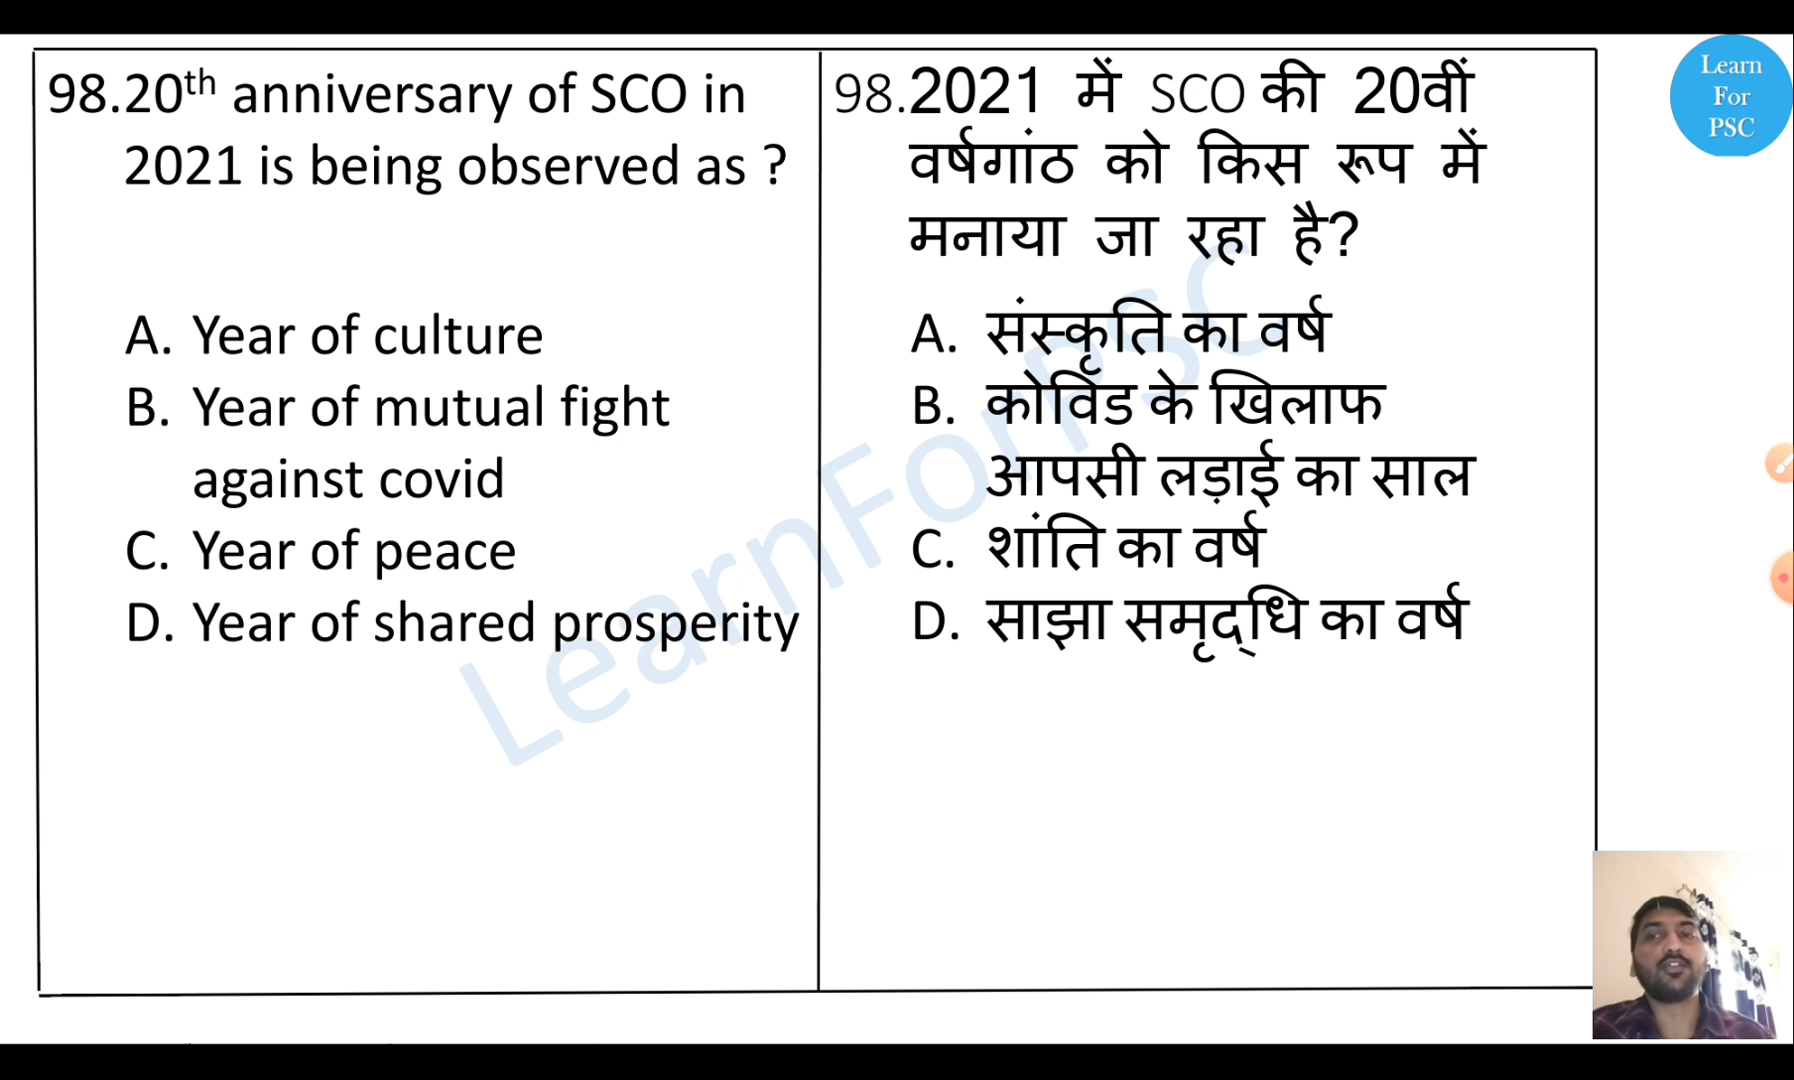 98.20th anniversary of SCO in
2021 is being observed as ?
A. Year of culture
B. Year of mutual fight
against covid
C. Year of peace
D. Year of shared prosperity
98.2021 में SCO की 20वीं
वर्षगांठ को किस रूप में
मनाया जा रहा है?
A. संस्कृति का वर्ष
B. कोविड के खिलाफ
आपसी लड़ाई का साल
C. शांति का वर्ष
D. साझा समृद्धि का वर्ष
Learn
For
PSC
LearnForPSC